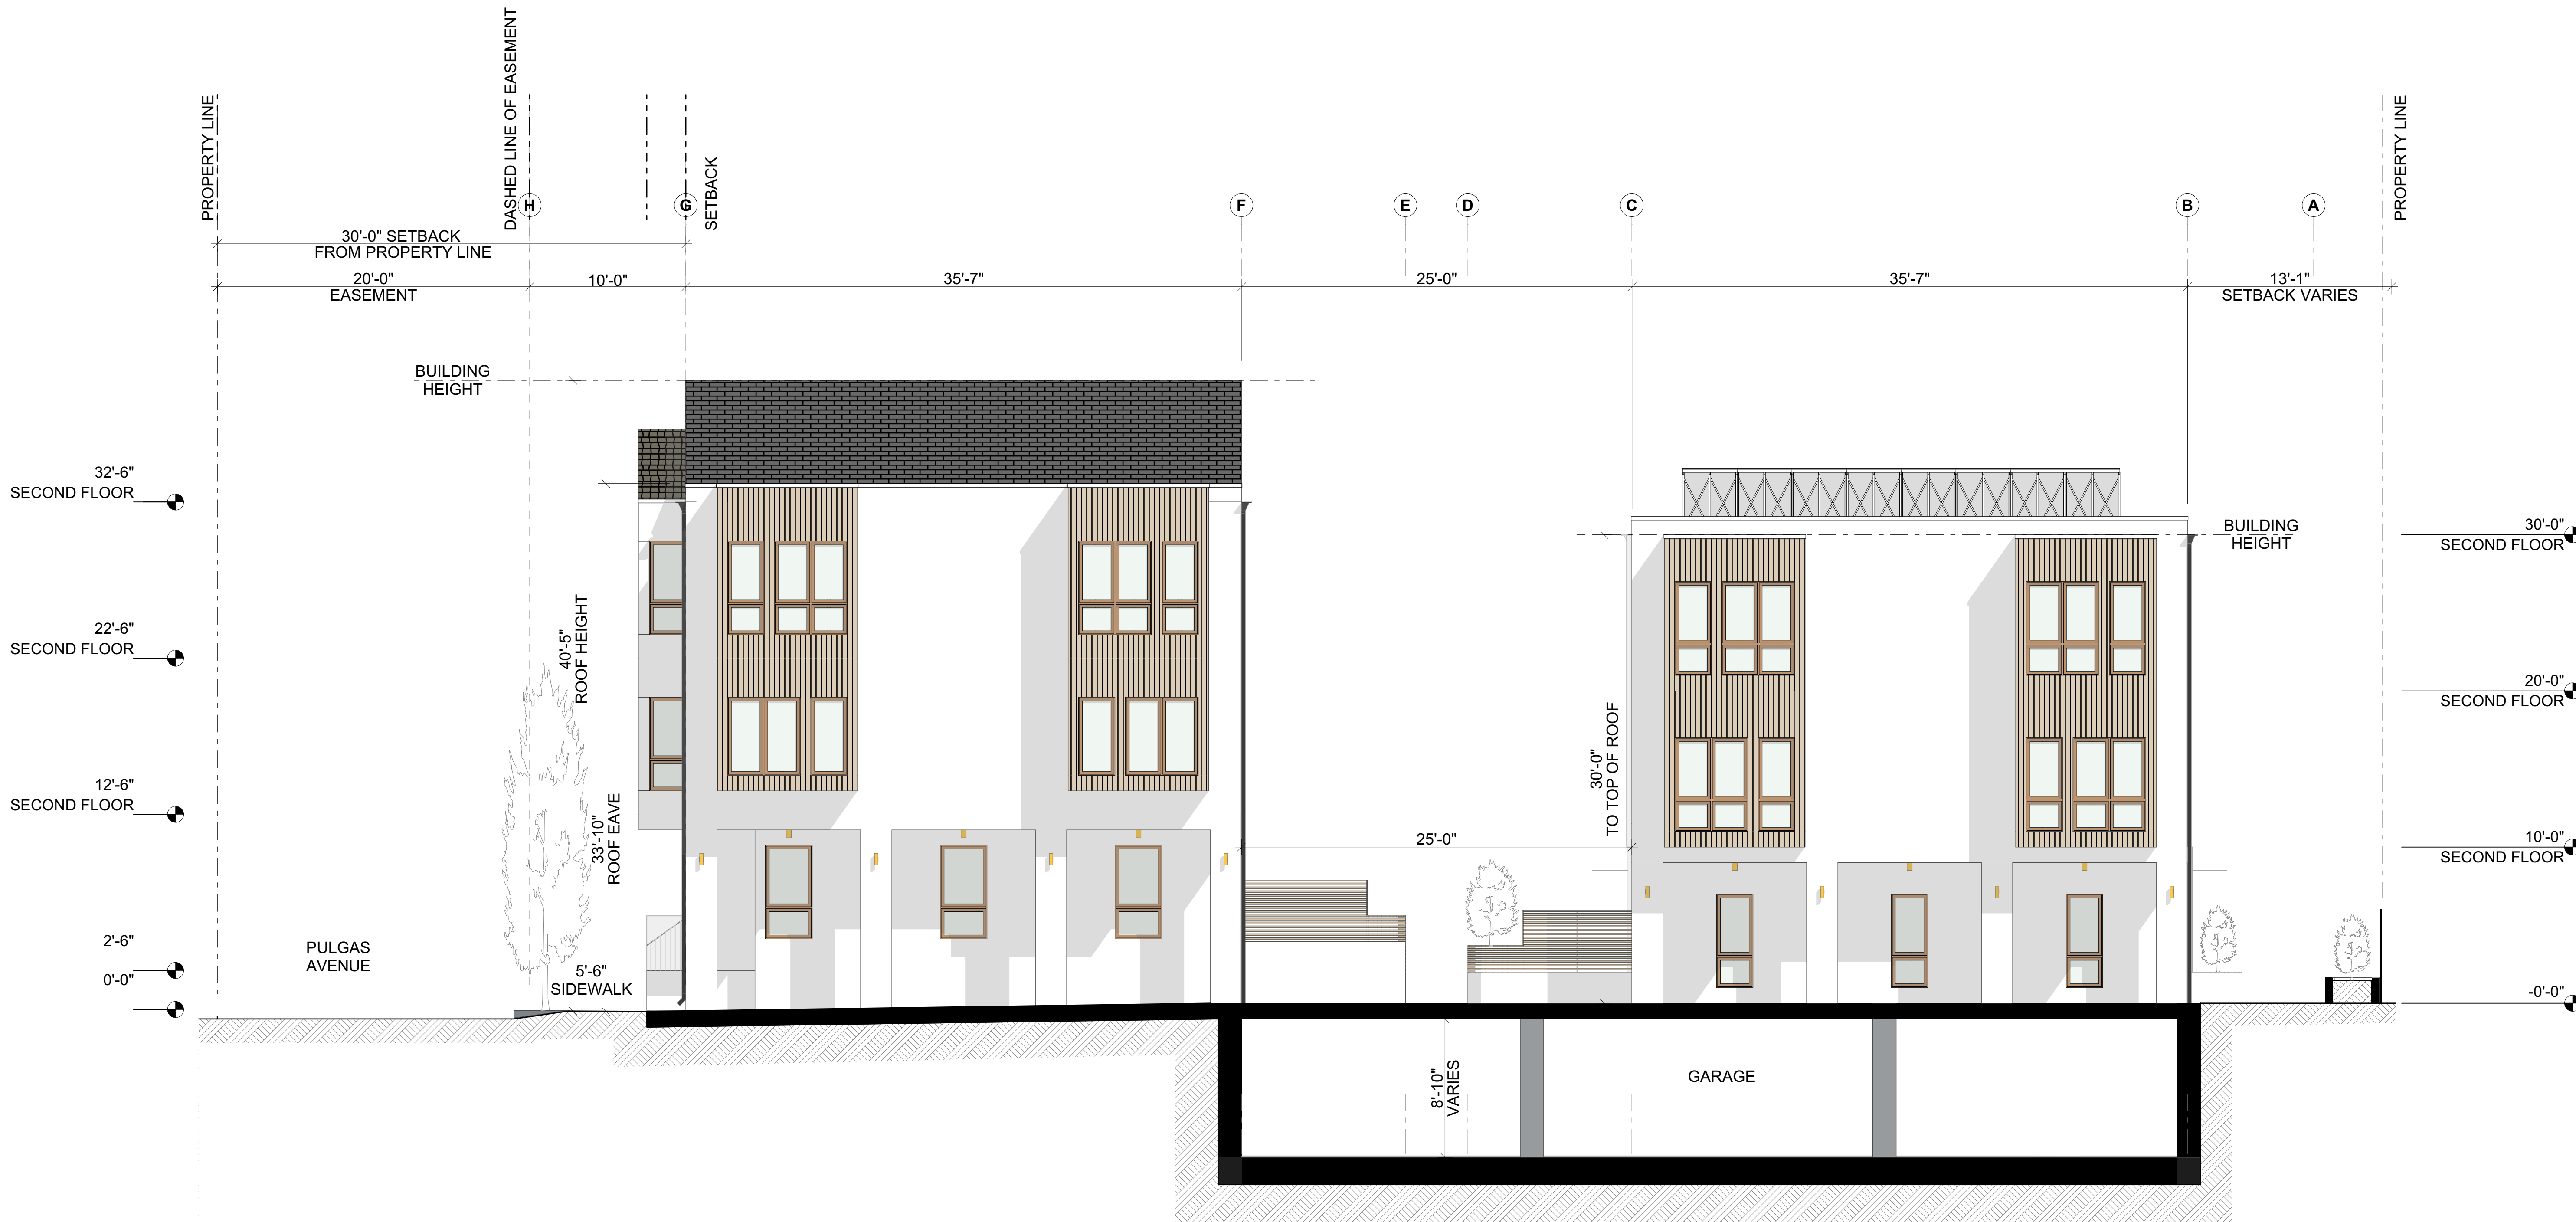 PROPERTY LINE
DASHED LINE OF EASEMENT
SETBACK
PROPERTY LINE
H
G
F
E
D
C
B
A
30'-0" SETBACK
FROM PROPERTY LINE
20'-0"
EASEMENT
10'-0"
35'-7"
25'-0"
35'-7"
13'-1"
SETBACK VARIES
BUILDING
HEIGHT
32'-6"
SECOND FLOOR
22'-6"
SECOND FLOOR
12'-6"
SECOND FLOOR
2'-6"
0'-0"
40'-5"
ROOF HEIGHT
33'-10"
ROOF EAVE
PULGAS
AVENUE
5'-6"
SIDEWALK
25'-0"
30'-0"
TO TOP OF ROOF
BUILDING
HEIGHT
30'-0"
SECOND FLOOR
20'-0"
SECOND FLOOR
10'-0"
SECOND FLOOR
-0'-0"
8'-10"
VARIES
GARAGE